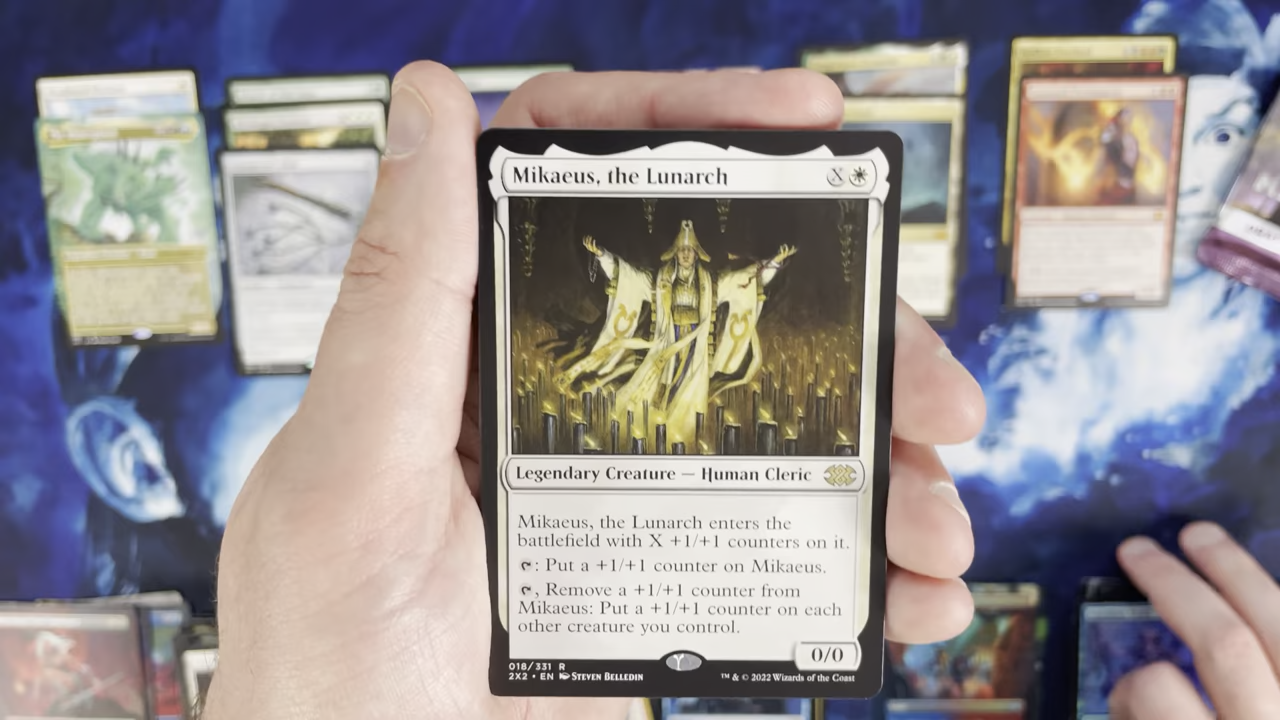 Mikaeus, the Lunarch X
Legendary Creature — Human Cleric
Mikaeus, the Lunarch enters the
battlefield with X +1/+1 counters on it.
: Put a +1/+1 counter on Mikaeus.
, Remove a +1/+1 counter from
Mikaeus: Put a +1/+1 counter on each
other creature you control.
0/0
018/331 R
2X2 • EN STEVEN BELLEDIN
™ & © 2022 Wizards of the Coast